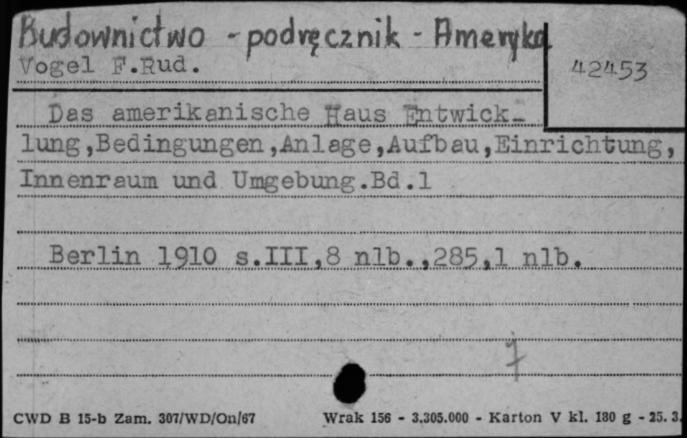 Budownictwo - podręcznik - Ameryka
42453
Vogel F.Rud.
Das amerikanische Haus Entwick-
lung,Bedingungen,Anlage,Aufbau,Einrichtung,
Innenraum und Umgebung.Bd.1
Berlin 1910 s.III,8 nlb.,285,1 nlb.
CWD B 15-b Zam. 307/WD/On/67 Wrak 156 - 3.305.000 - Karton V kl. 180 g - 25. 3.